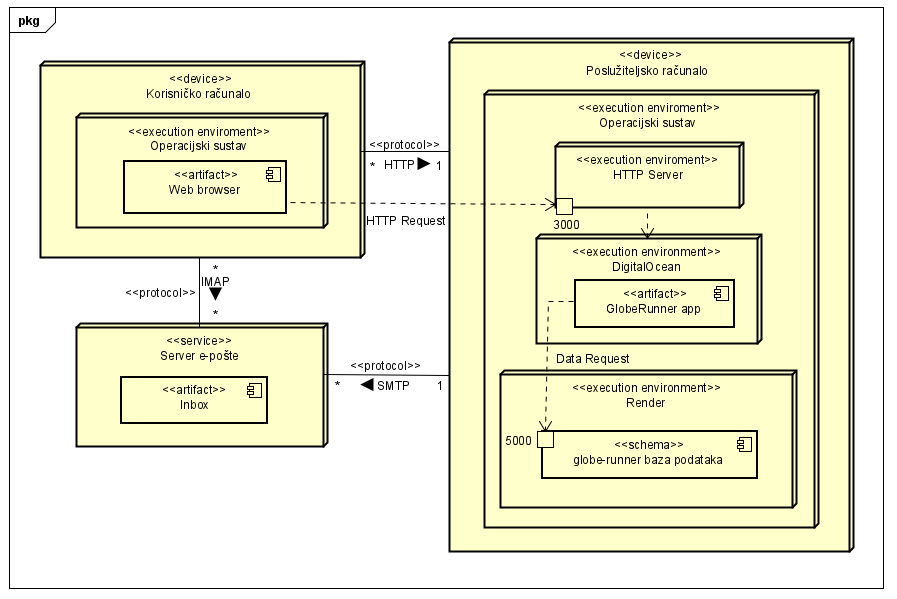 pkg
<<device>>
Korisničko računalo
<<execution enviroment>>
Operacijski sustav
<<artifact>>
Web browser
<<protocol>>
* HTTP 1
HTTP Request
<<device>>
Poslužiteljsko računalo
<<execution enviroment>>
Operacijski sustav
<<execution enviroment>>
HTTP Server
3000
<<execution environment>>
DigitalOcean
<<artifact>>
GlobeRunner app
Data Request
<<execution environment>>
Render
5000
<<schema>>
globe-runner baza podataka
*
IMAP
<<protocol>>
*
<<service>>
Server e-pošte
<<artifact>>
Inbox
<<protocol>>
* SMTP 1